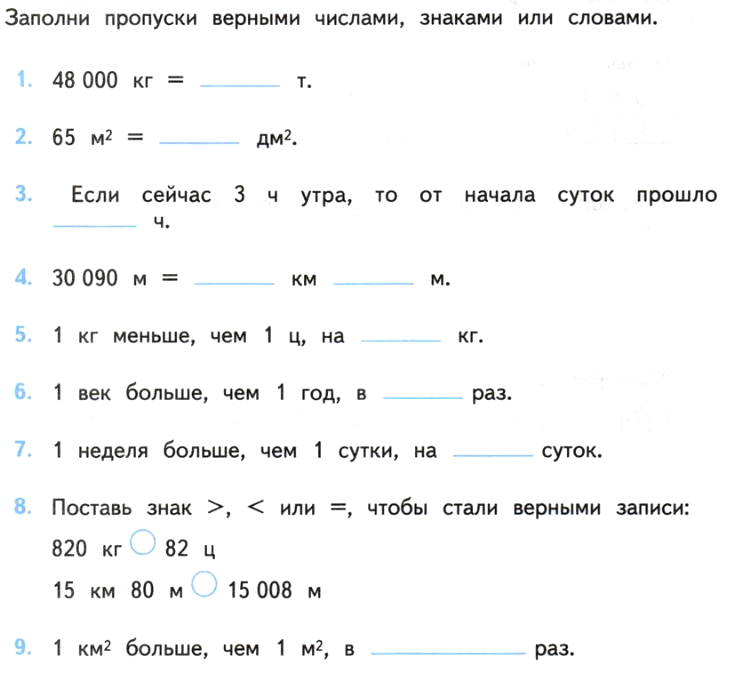 Заполни пропуски верными числами, знаками или словами.
1. 48 000 кг = ______ т.
2. 65 м² = ______ дм².
3. Если сейчас 3 ч утра, то от начала суток прошло
______ ч.
4. 30 090 м = ______ км ______ м.
5. 1 кг меньше, чем 1 ц, на ______ кг.
6. 1 век больше, чем 1 год, в ______ раз.
7. 1 неделя больше, чем 1 сутки, на ______ суток.
8. Поставь знак >, < или =, чтобы стали верными записи:
820 кг ○ 82 ц
15 км 80 м ○ 15 008 м
9. 1 км² больше, чем 1 м², в ____________ раз.